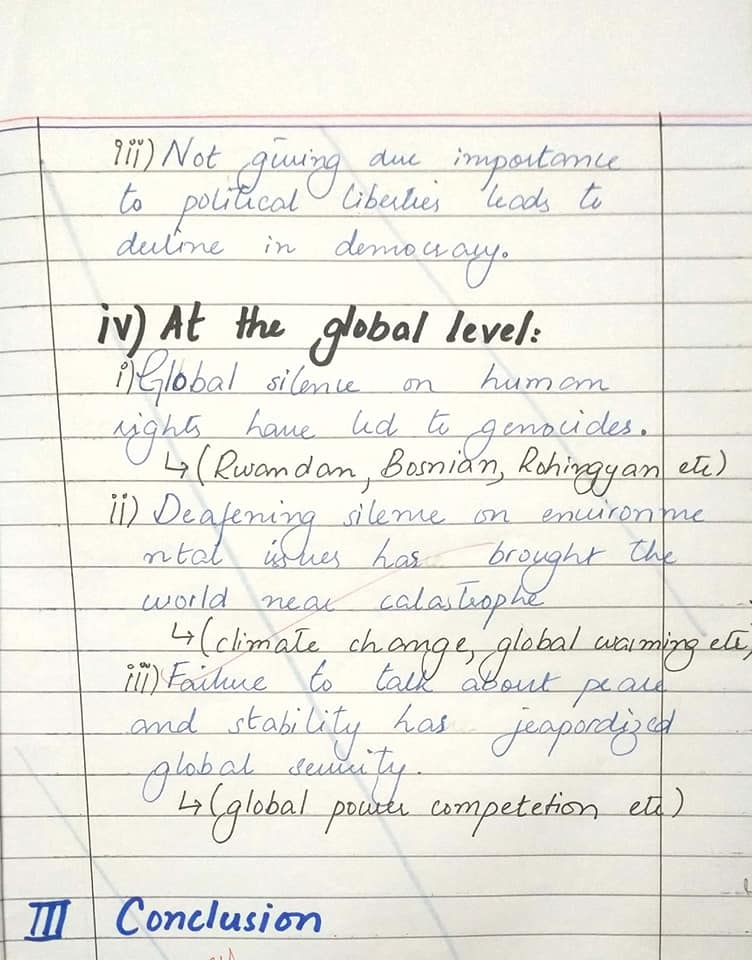 iii) Not giving due importance
to political liberties leads to
decline in democracy.
iv) At the global level:
i) Global silence on human
rights have led to genocides.
↳ (Rwandan, Bosnian, Rohingyan etc)
ii) Deafening silence on environme
ntal issues has brought the
world near catastrophe
↳ (climate change, global warming etc)
iii) Failure to talk about peace
and stability has jeapordized
global security.
↳ (global power competetion etc)
III Conclusion